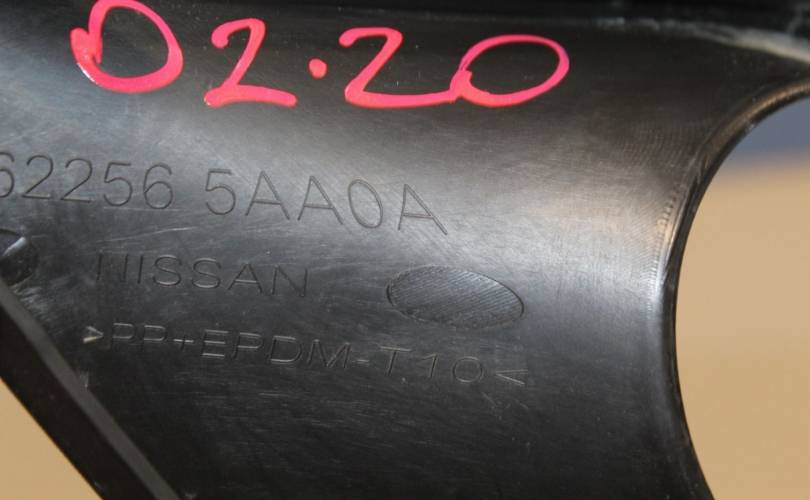 02.20
62256 5AA0A
NISSAN
>PP+EPDM-T10<